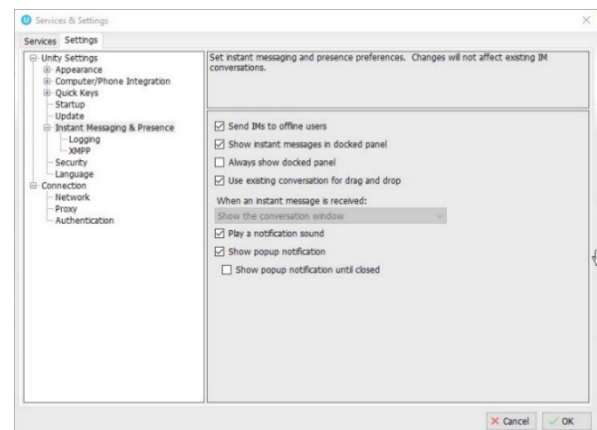 Services & Settings
Services Settings
Unity Settings
Appearance
Computer/Phone Integration
Quick Keys
Startup
Update
Instant Messaging & Presence
Logging
XMPP
Security
Language
Connection
Network
Proxy
Authentication
Set instant messaging and presence preferences. Changes will not affect existing IM
conversations.
Send IMs to offline users
Show instant messages in docked panel
Always show docked panel
Use existing conversation for drag and drop
When an instant message is received:
Show the conversation window
Play a notification sound
Show popup notification
Show popup notification until closed
Cancel OK